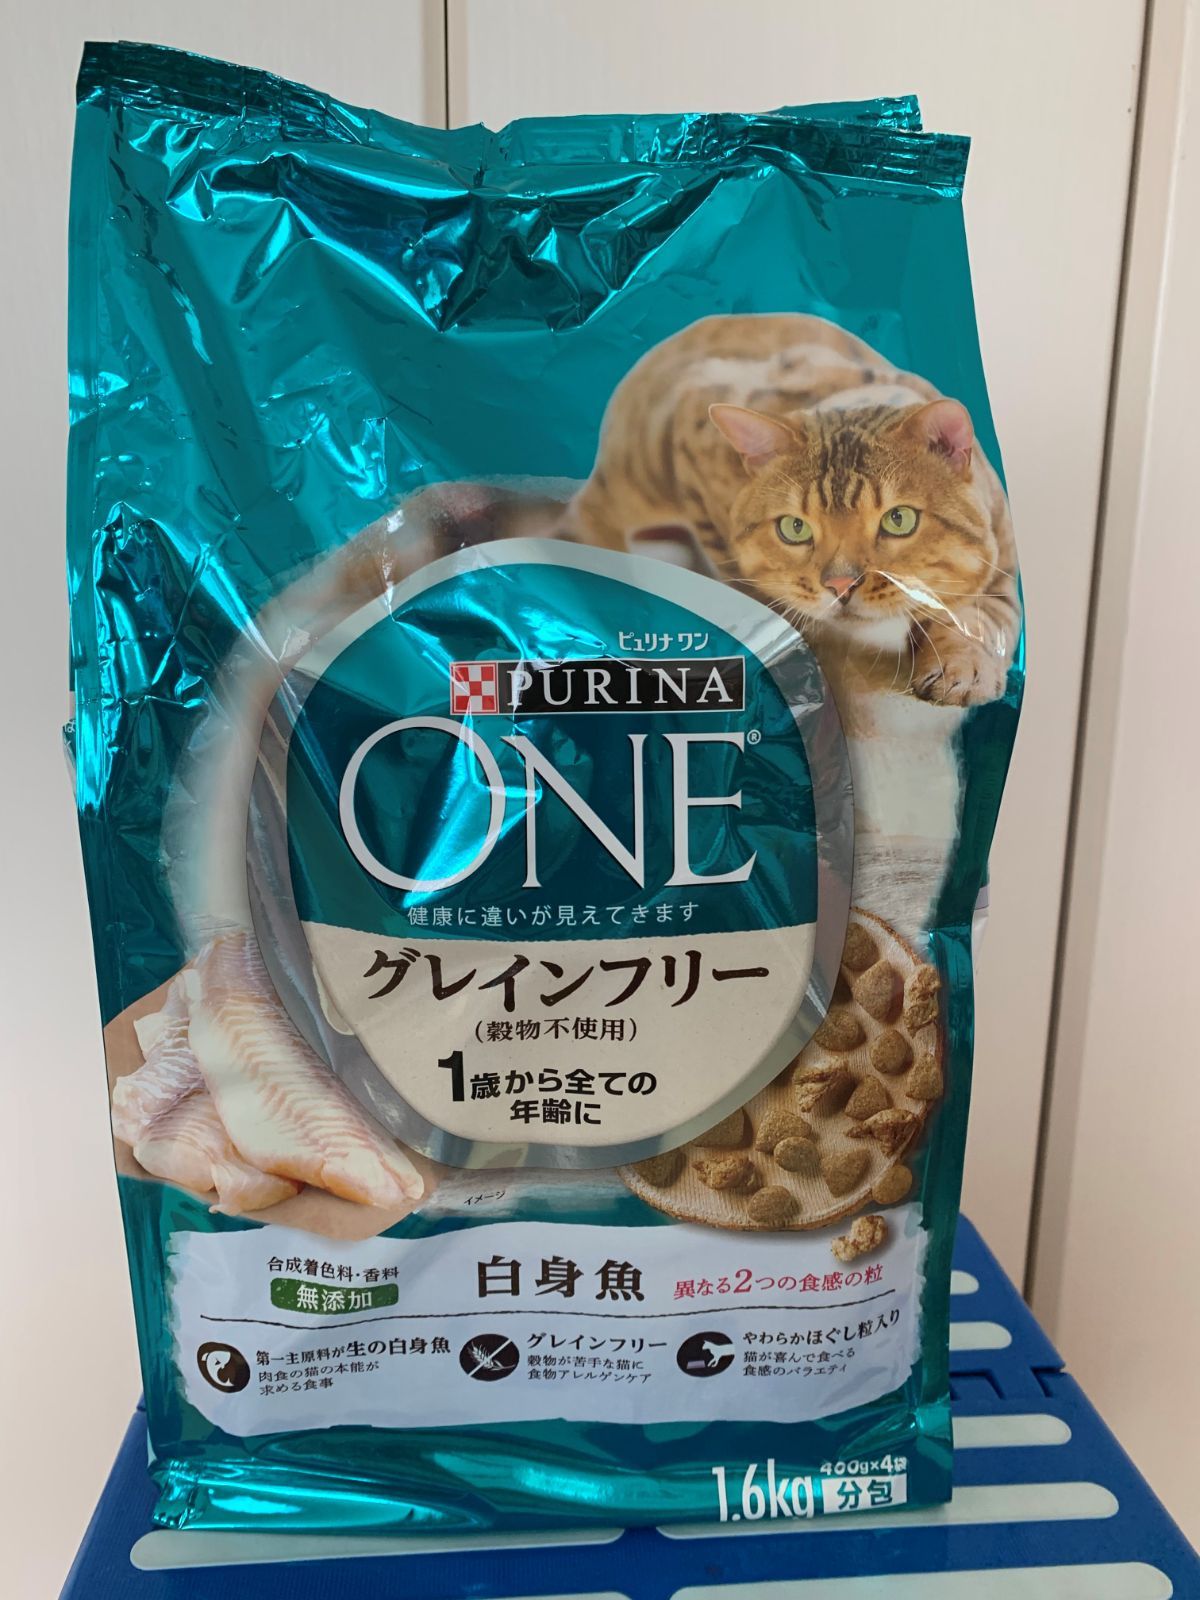 ピュリナ ワン
PURINA
ONE®
健康に違いが見えてきます
グレインフリー
(穀物不使用)
1歳から全ての
年齢に
イメージ
合成着色料・香料
無添加
白身魚
異なる2つの食感の粒
第一主原料が生の白身魚
肉食の猫の本能が
求める食事
グレインフリー
穀物が苦手な猫に
食物アレルゲンケア
やわらかほぐし粒入り
猫が喜んで食べる
食感のバラエティ
1.6kg
400g×4袋
分包